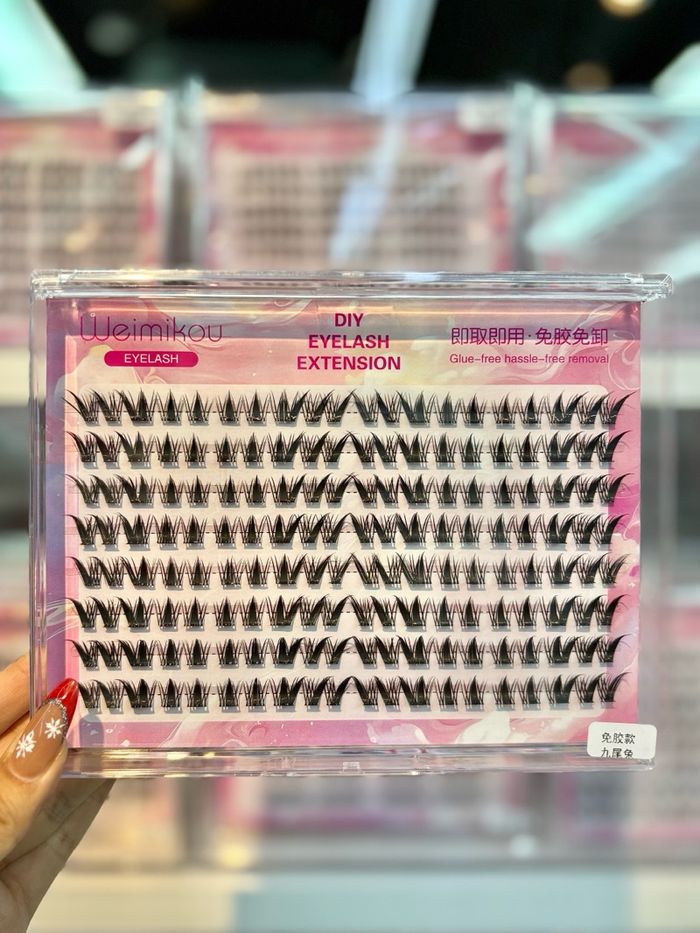 Weimikou
EYELASH
DIY
EYELASH
EXTENSION
即取即用·免胶免卸
Glue-free hassle-free removal
免胶款
九尾兔